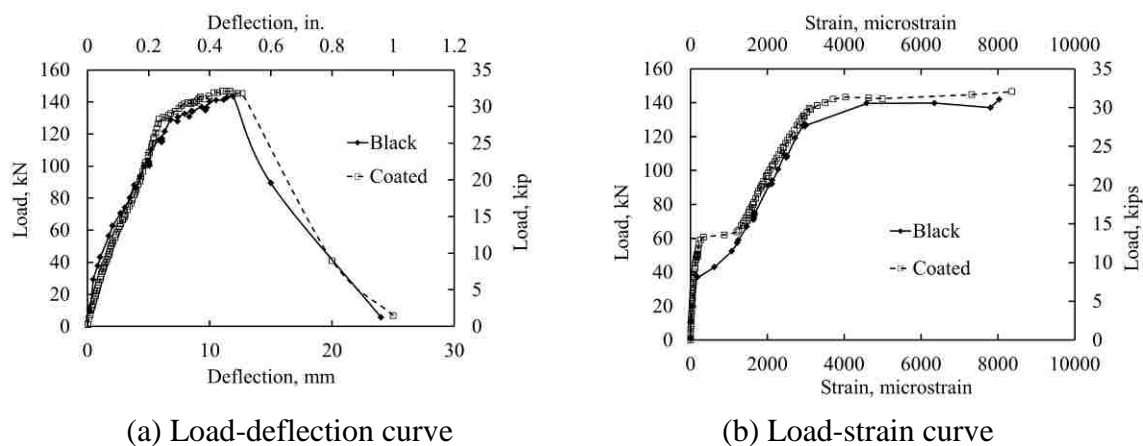 Deflection, in.
0 0.2 0.4 0.6 0.8 1 1.2
160
140
120
100
80
60
40
20
0
Load, kN
35
30
25
20
15
10
5
0
Load, kip
Black
Coated
0 10 20 30
Deflection, mm
(a) Load-deflection curve
Strain, microstrain
0 2000 4000 6000 8000 10000
160
140
120
100
80
60
40
20
0
Load, kN
35
30
25
20
15
10
5
0
Load, kips
Black
Coated
0 2000 4000 6000 8000 10000
Strain, microstrain
(b) Load-strain curve